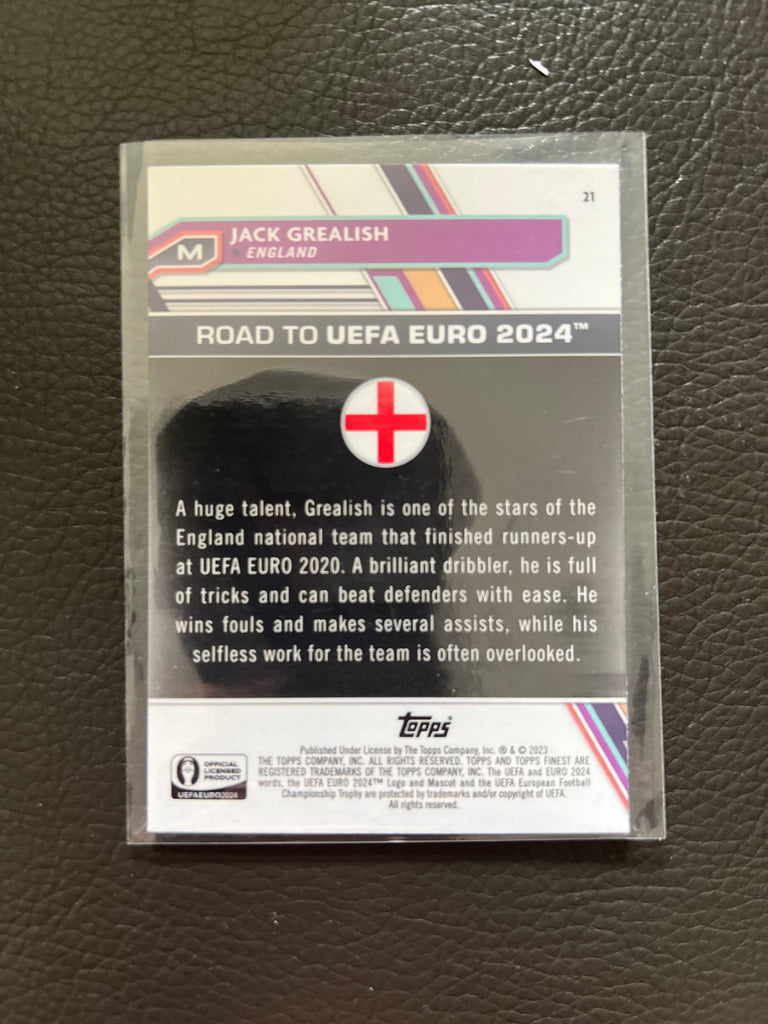 21
JACK GREALISH
M
ENGLAND
ROAD TO UEFA EURO 2024™
A huge talent, Grealish is one of the stars of the
England national team that finished runners-up
at UEFA EURO 2020. A brilliant dribbler, he is full
of tricks and can beat defenders with ease. He
wins fouls and makes several assists, while his
selfless work for the team is often overlooked.
topps®
Published Under License by The Topps Company, Inc. ® & © 2023
THE TOPPS COMPANY, INC. ALL RIGHTS RESERVED. TOPPS AND TOPPS FINEST ARE
REGISTERED TRADEMARKS OF THE TOPPS COMPANY, INC. The UEFA and EURO 2024
words, the UEFA EURO 2024™ Logo and Mascot and the UEFA European Football
Championship Trophy are protected by trademarks and/or copyright of UEFA.
All rights reserved.
OFFICIAL
LICENSED
PRODUCT
UEFA EURO2024